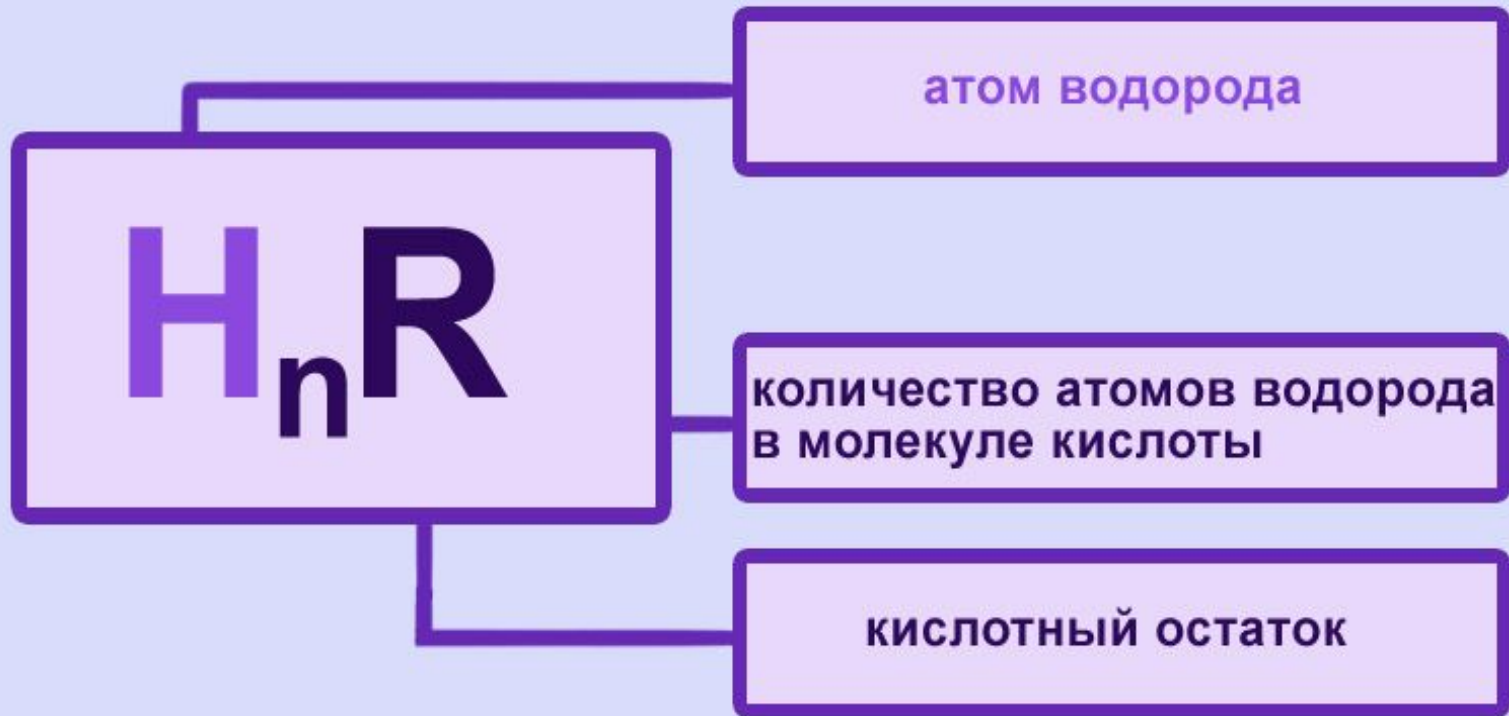 атом водорода
HnR
количество атомов водорода
в молекуле кислоты
кислотный остаток